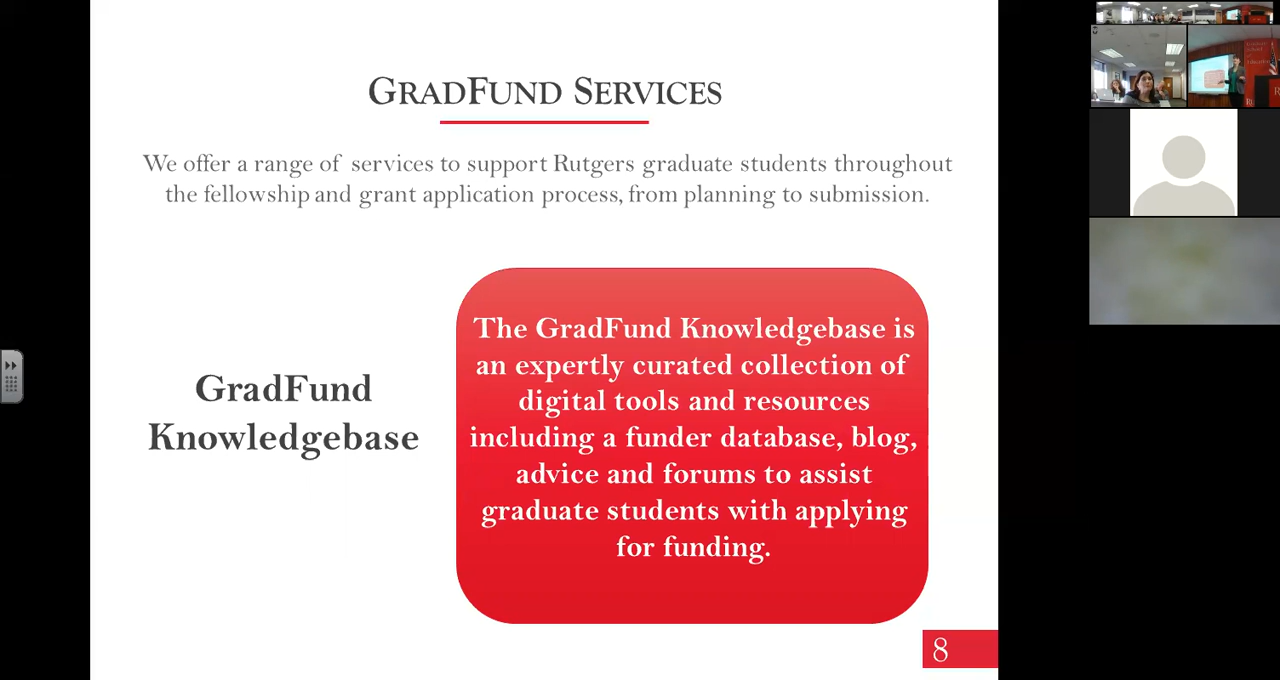 GRADFUND SERVICES
We offer a range of services to support Rutgers graduate students throughout
the fellowship and grant application process, from planning to submission.
GradFund
Knowledgebase
The GradFund Knowledgebase is
an expertly curated collection of
digital tools and resources
including a funder database, blog,
advice and forums to assist
graduate students with applying
for funding.
8